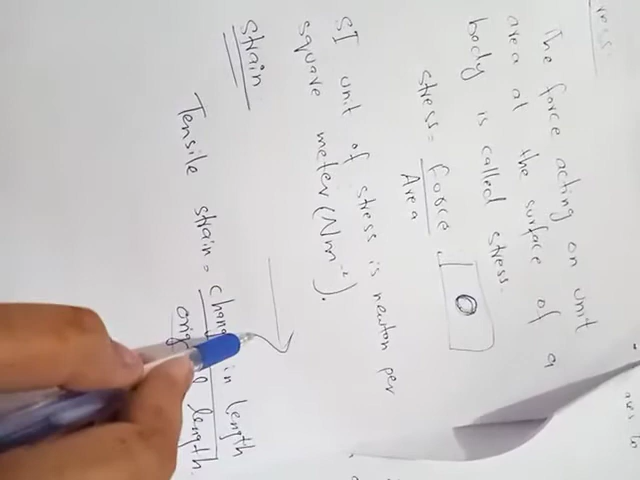 The force acting on unit
area at the surface of a
body is called stress.
stress = force
Area
SI unit of stress is newton per
square meter (Nm⁻²).
Strain
Tensile strain = change in length
original length.